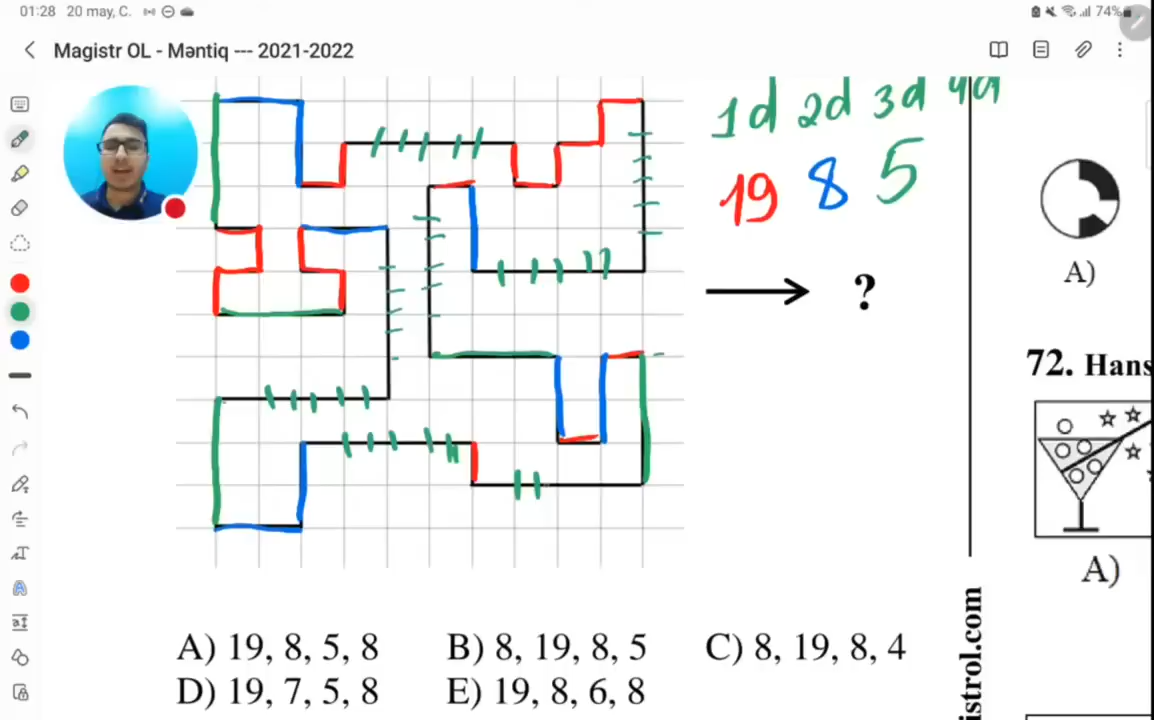 01:28 20 may, C.
74%
Magistr OL - Məntiq --- 2021-2022
1d 2d 3d 4d
19 8 5
?
A)
72. Hans
A)
A) 19, 8, 5, 8 B) 8, 19, 8, 5 C) 8, 19, 8, 4
D) 19, 7, 5, 8 E) 19, 8, 6, 8
istrol.com